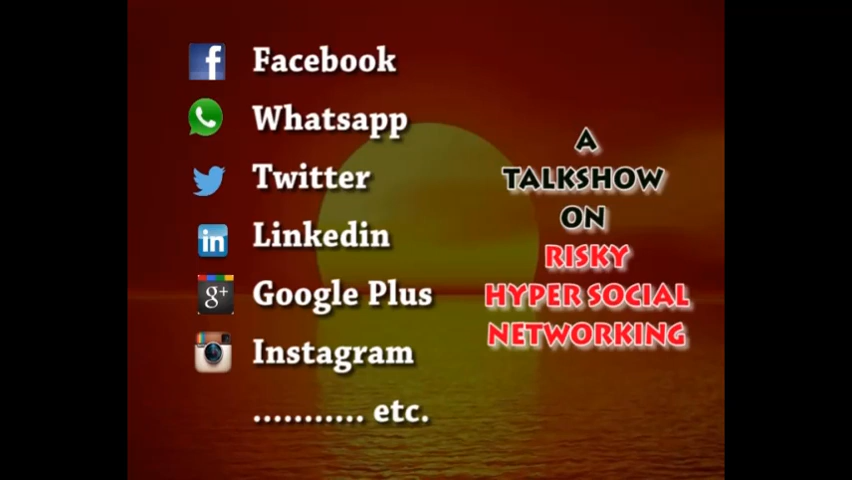 Facebook
Whatsapp
Twitter
Linkedin
Google Plus
Instagram
........... etc.
A
TALKSHOW
ON
RISKY
HYPER SOCIAL
NETWORKING